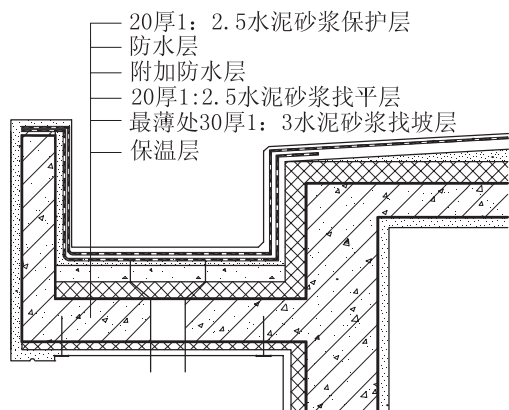 20厚1：2.5水泥砂浆保护层
防水层
附加防水层
20厚1:2.5水泥砂浆找平层
最薄处30厚1：3水泥砂浆找坡层
保温层